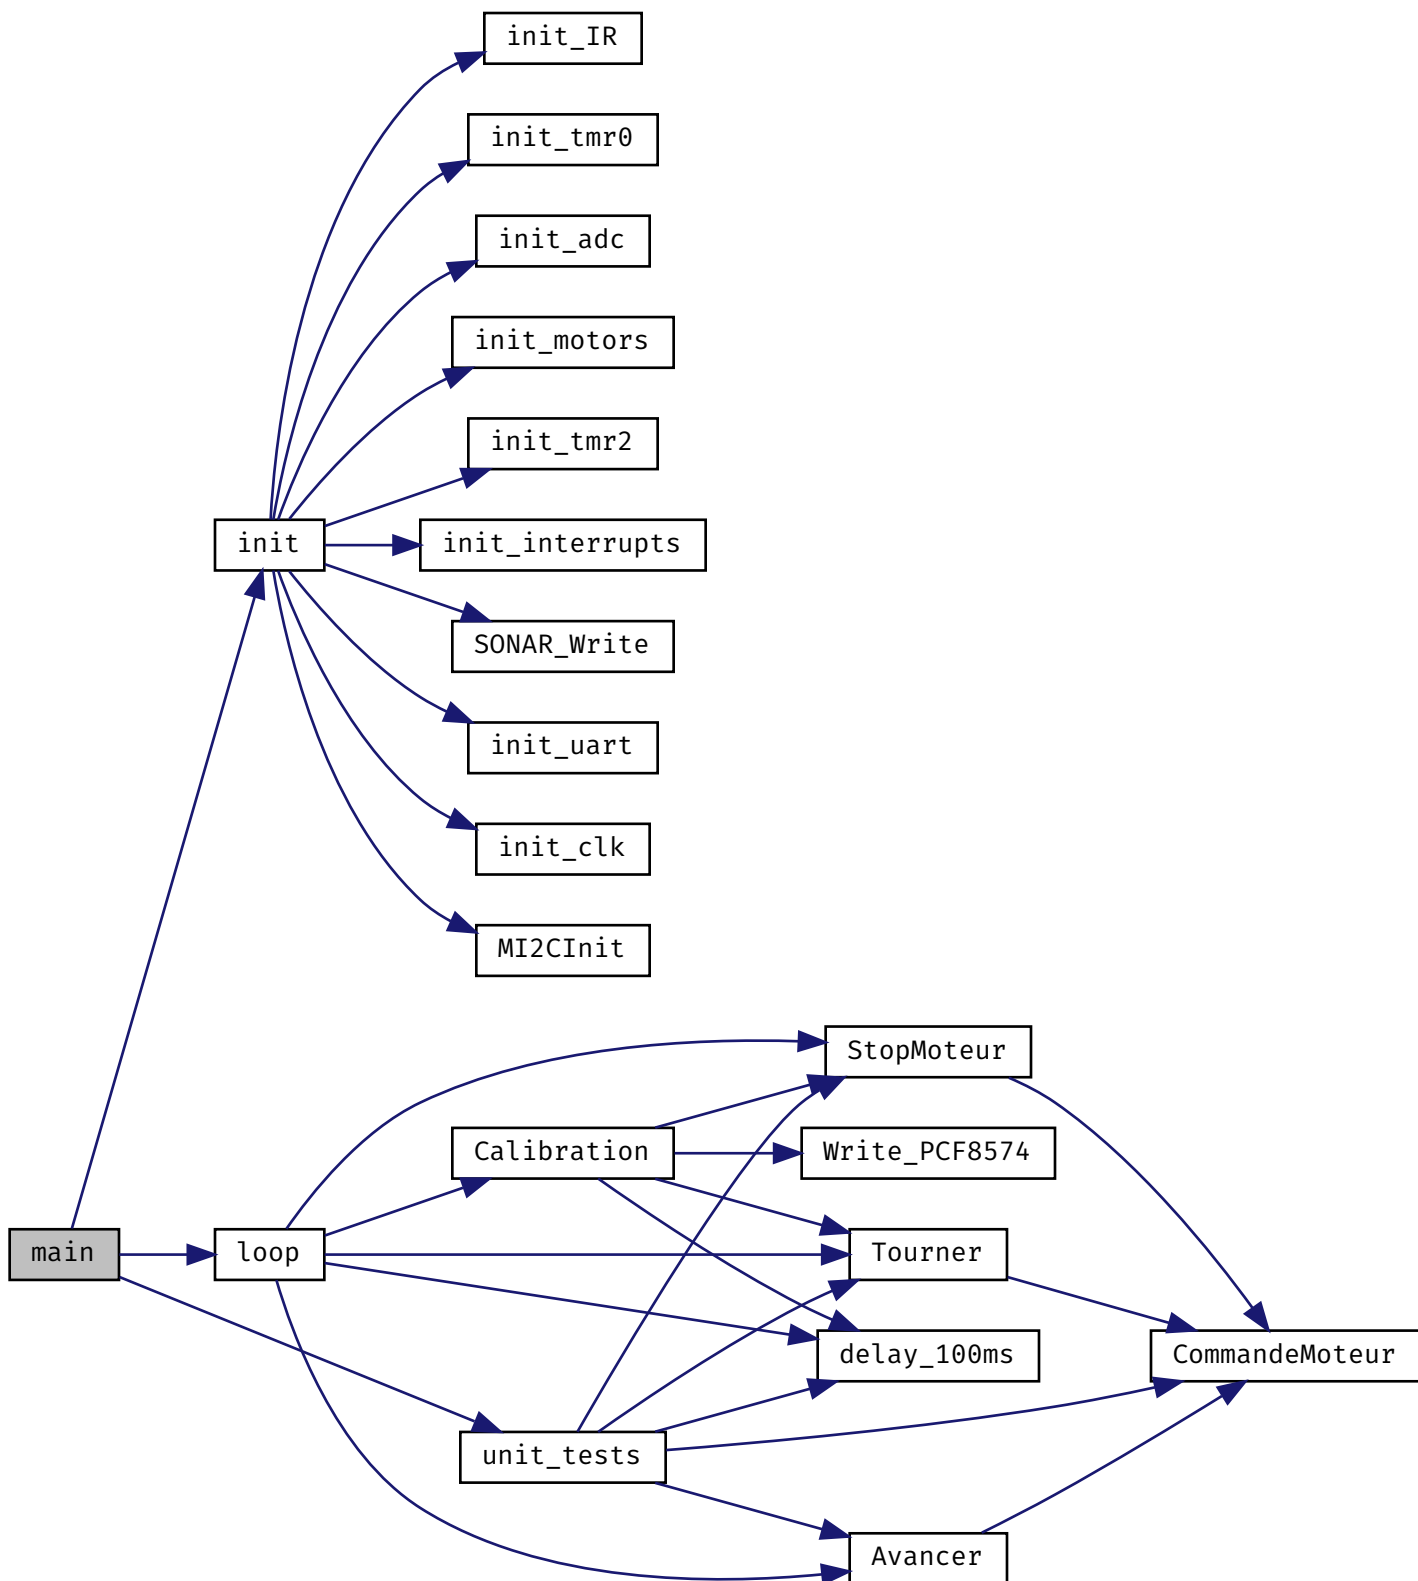 init_IR
init_tmr0
init_adc
init_motors
init_tmr2
init
init_interrupts
SONAR_Write
init_uart
init_clk
MI2CInit
StopMoteur
Calibration
Write_PCF8574
main
loop
Tourner
delay_100ms
CommandeMoteur
unit_tests
Avancer